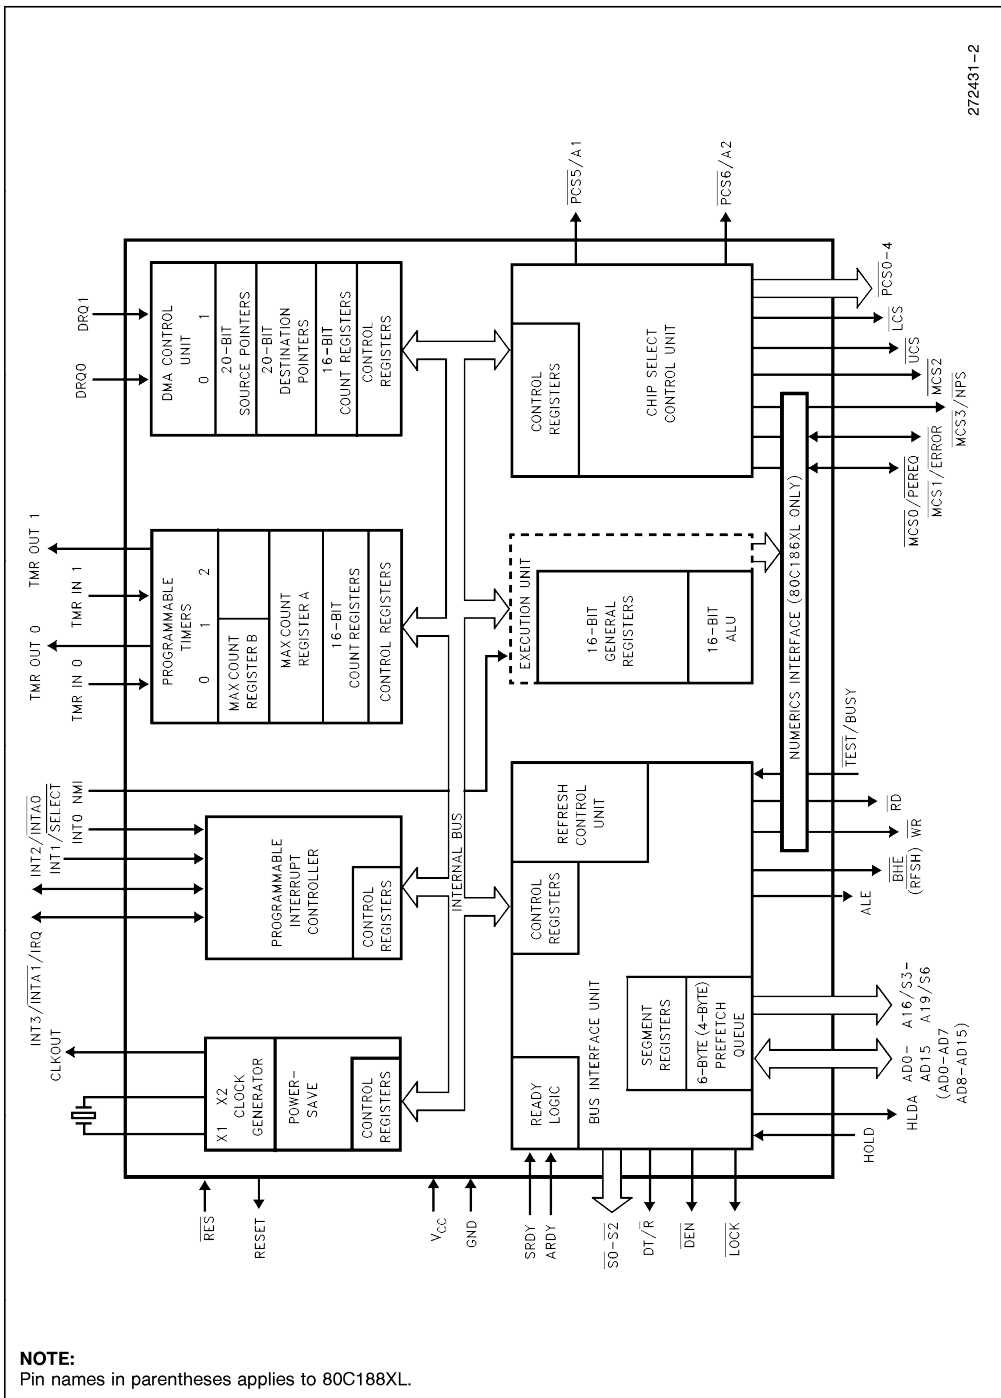 272431-2
INT3/INTA1/IRQ
INT2/INTA0
INT1/SELECT
INT0
NMI
TMR IN 0
TMR OUT 0
TMR IN 1
TMR OUT 1
DRQ0
DRQ1
CLKOUT
X1 X2
CLOCK
GENERATOR
POWER-
SAVE
CONTROL
REGISTERS
PROGRAMMABLE
INTERRUPT
CONTROLLER
CONTROL
REGISTERS
PROGRAMMABLE
TIMERS
0 1 2
MAX COUNT
REGISTER B
MAX COUNT
REGISTER A
16-BIT
COUNT REGISTERS
CONTROL REGISTERS
DMA CONTROL
UNIT
0 1
20-BIT
SOURCE POINTERS
20-BIT
DESTINATION
POINTERS
16-BIT
COUNT REGISTERS
CONTROL
REGISTERS
RES
RESET
VCC
GND
INTERNAL BUS
SRDY
ARDY
S0-S2
DT/R
DEN
LOCK
READY
LOGIC
BUS INTERFACE UNIT
CONTROL
REGISTERS
REFRESH
CONTROL
UNIT
SEGMENT
REGISTERS
6-BYTE (4-BYTE)
PREFETCH
QUEUE
EXECUTION UNIT
16-BIT
GENERAL
REGISTERS
16-BIT
ALU
CONTROL
REGISTERS
CHIP SELECT
CONTROL UNIT
PCS5/A1
PCS6/A2
NUMERICS INTERFACE (80C186XL ONLY)
HOLD
HLDA
AD0-
AD15
(AD0-AD7
AD8-AD15)
A16/S3-
A19/S6
ALE
BHE
(RFSH)
WR
RD
TEST/BUSY
MCS0/PEREQ
MCS1/ERROR
MCS3/NPS
MCS2
UCS
LCS
PCS0-4
NOTE:
Pin names in parentheses applies to 80C188XL.